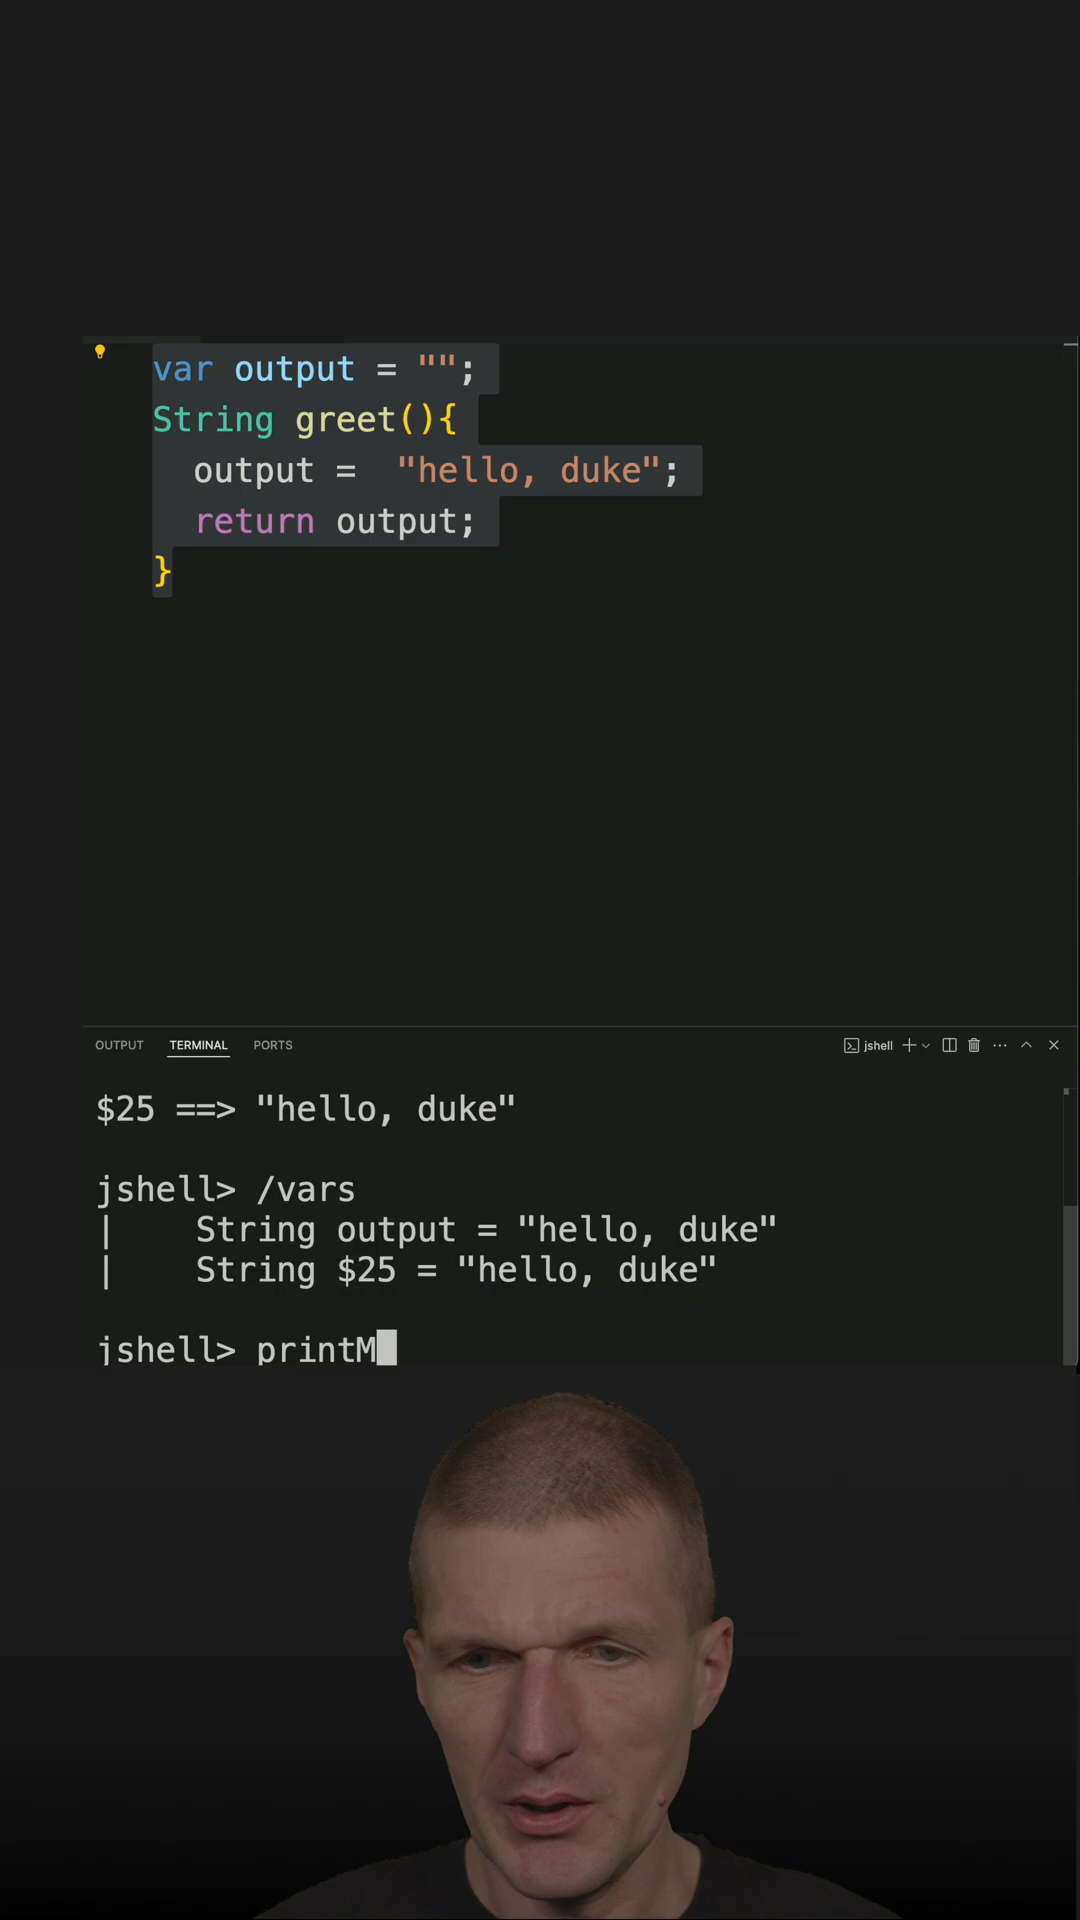 var output = "";
String greet(){
output =  "hello, duke";
return output;
}
OUTPUT TERMINAL PORTS jshell
$25 ==> "hello, duke"
jshell> /vars
|    String output = "hello, duke"
|    String $25 = "hello, duke"
jshell> printM